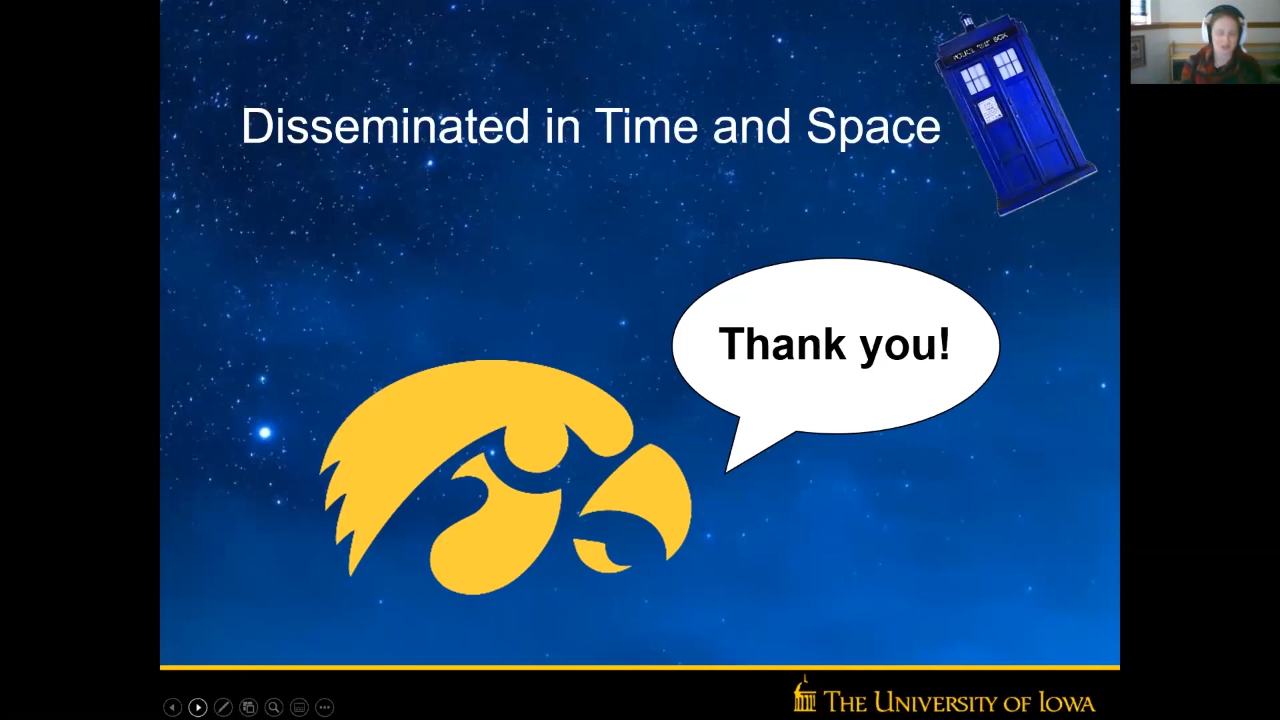 Disseminated in Time and Space
Thank you!
THE UNIVERSITY OF IOWA